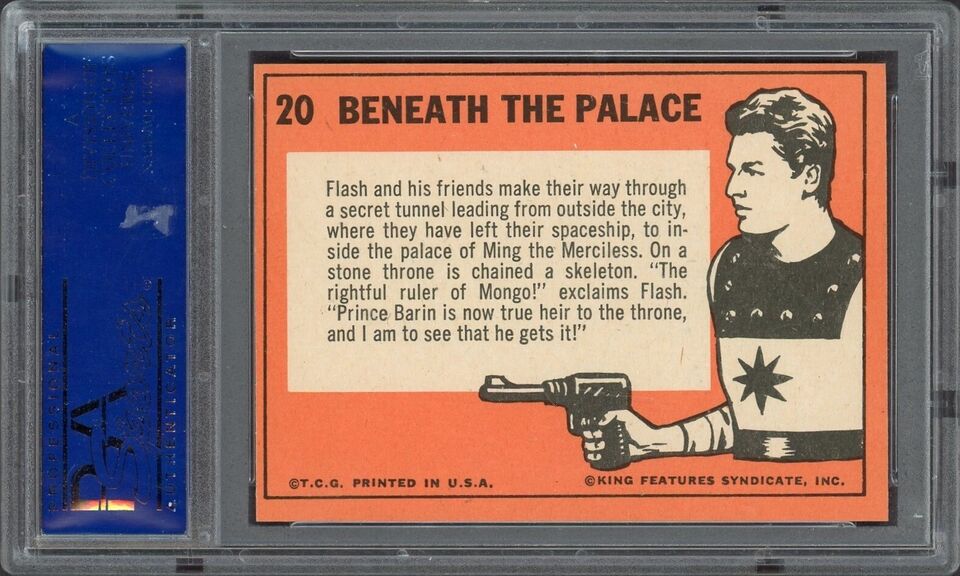 20 BENEATH THE PALACE
Flash and his friends make their way through
a secret tunnel leading from outside the city,
where they have left their spaceship, to in-
side the palace of Ming the Merciless. On a
stone throne is chained a skeleton. "The
rightful ruler of Mongo!" exclaims Flash.
"Prince Barin is now true heir to the throne,
and I am to see that he gets it!"
©T.C.G. PRINTED IN U.S.A.
©KING FEATURES SYNDICATE, INC.
PROFESSIONAL
PSA
AUTHENTICATOR